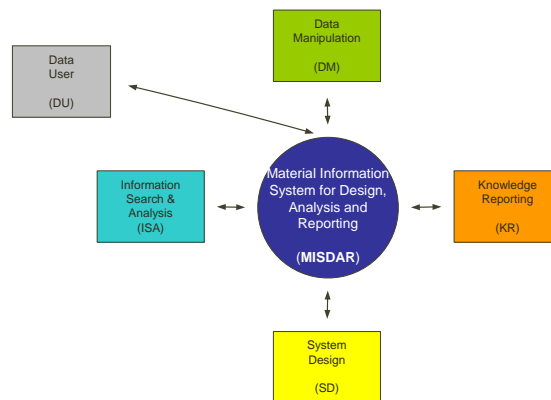 Data
Manipulation
(DM)
Data
User
(DU)
Material Information
System for Design,
Analysis and
Reporting
(MISDAR)
Information
Search &
Analysis
(ISA)
Knowledge
Reporting
(KR)
System
Design
(SD)